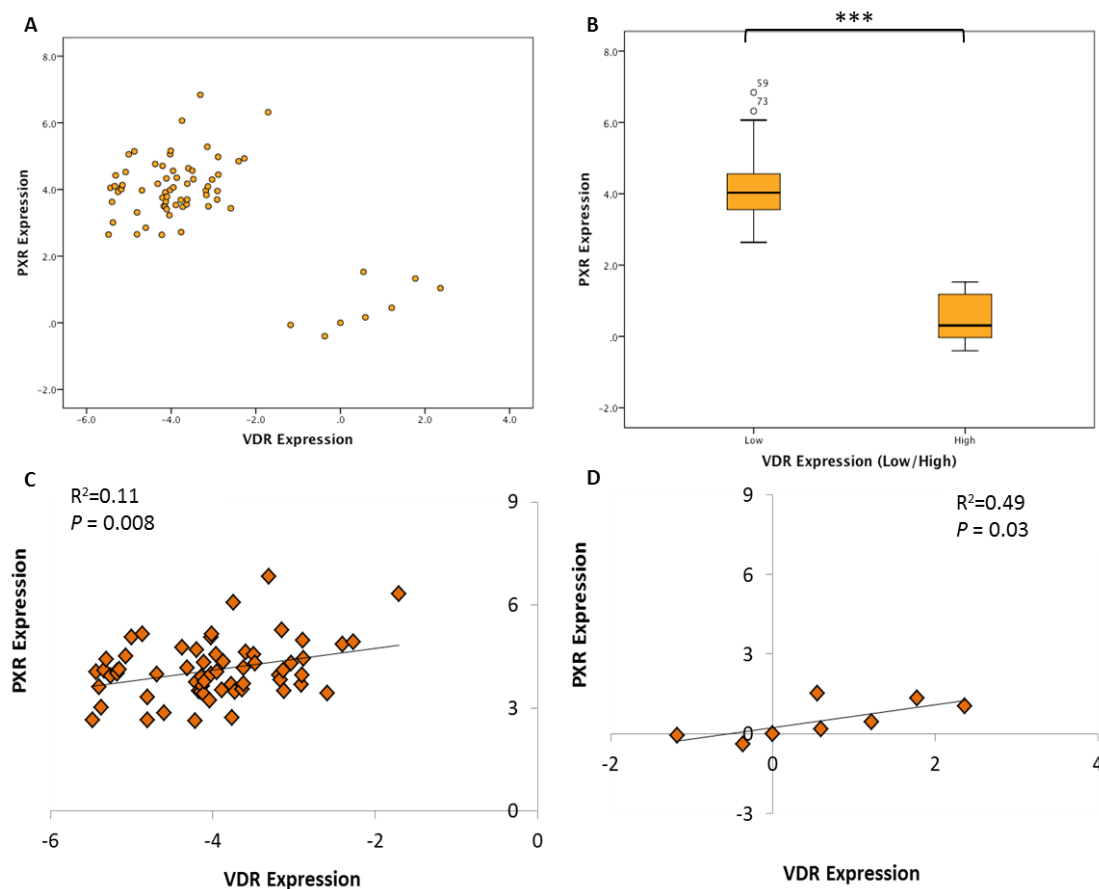 A
8.0
6.0
4.0
2.0
.0
-2.0
PXR Expression
-6.0 -4.0 -2.0 .0 2.0 4.0
VDR Expression
B
***
8.0
6.0
4.0
2.0
.0
-2.0
PXR Expression
59
73
Low High
VDR Expression (Low/High)
C
R²=0.11
P = 0.008
PXR Expression
9
6
3
0
-6 -4 -2 0
VDR Expression
D
R²=0.49
P = 0.03
PXR Expression
9
6
3
0
-3
-2 0 2 4
VDR Expression